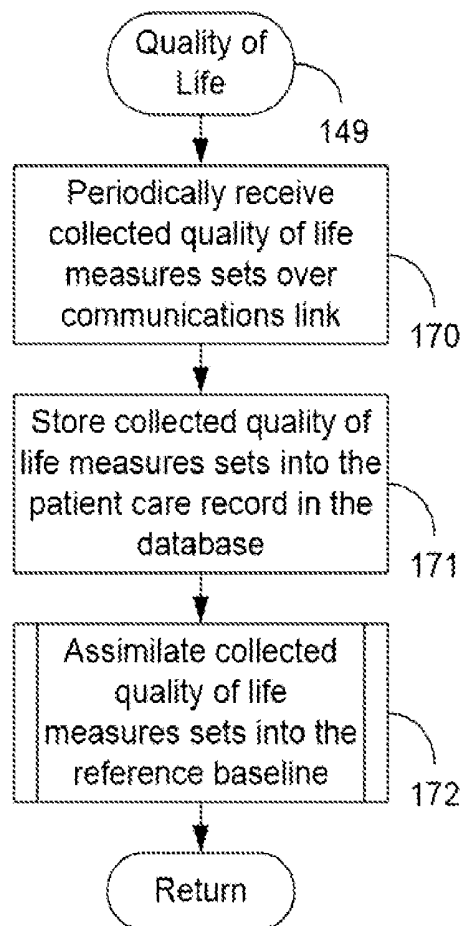 Quality of
Life
149
Periodically receive
collected quality of life
measures sets over
communications link
170
Store collected quality of
life measures sets into the
patient care record in the
database
171
Assimilate collected
quality of life
measures sets into the
reference baseline
172
Return